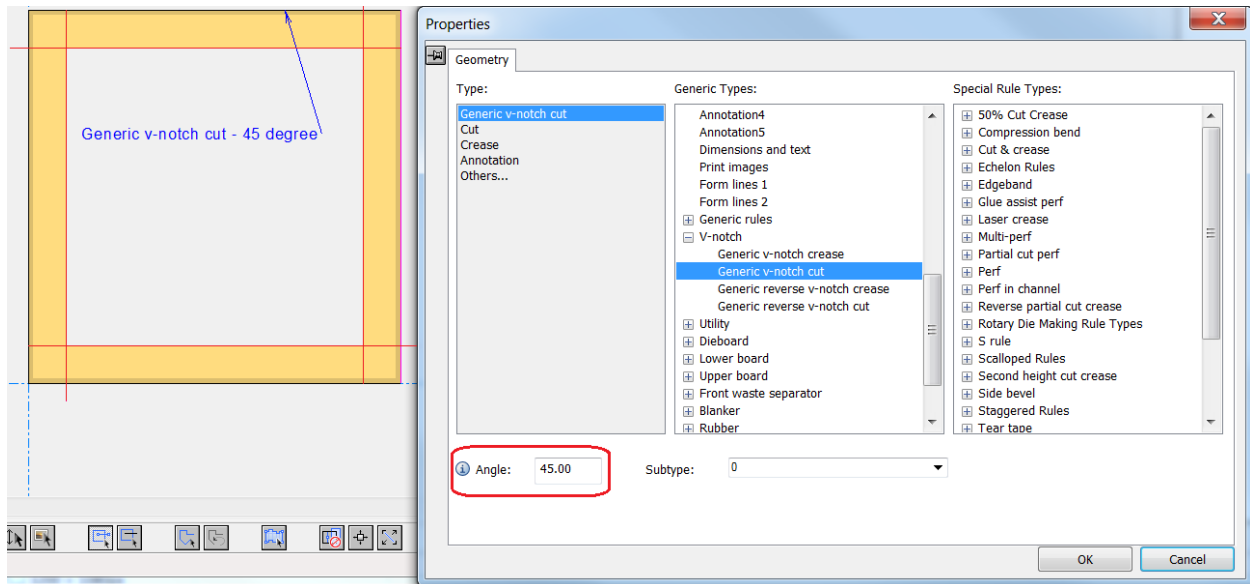 Generic v-notch cut - 45 degree
Properties
Geometry
Type:
Generic v-notch cut
Cut
Crease
Annotation
Others...
Generic Types:
Annotation4
Annotation5
Dimensions and text
Print images
Form lines 1
Form lines 2
Generic rules
V-notch
Generic v-notch crease
Generic v-notch cut
Generic reverse v-notch crease
Generic reverse v-notch cut
Utility
Dieboard
Lower board
Upper board
Front waste separator
Blanker
Rubber
Special Rule Types:
50% Cut Crease
Compression bend
Cut & crease
Echelon Rules
Edgeband
Glue assist perf
Laser crease
Multi-perf
Partial cut perf
Perf
Perf in channel
Reverse partial cut crease
Rotary Die Making Rule Types
S rule
Scalloped Rules
Second height cut crease
Side bevel
Staggered Rules
Tear tape
Angle: 45.00 Subtype: 0
OK Cancel